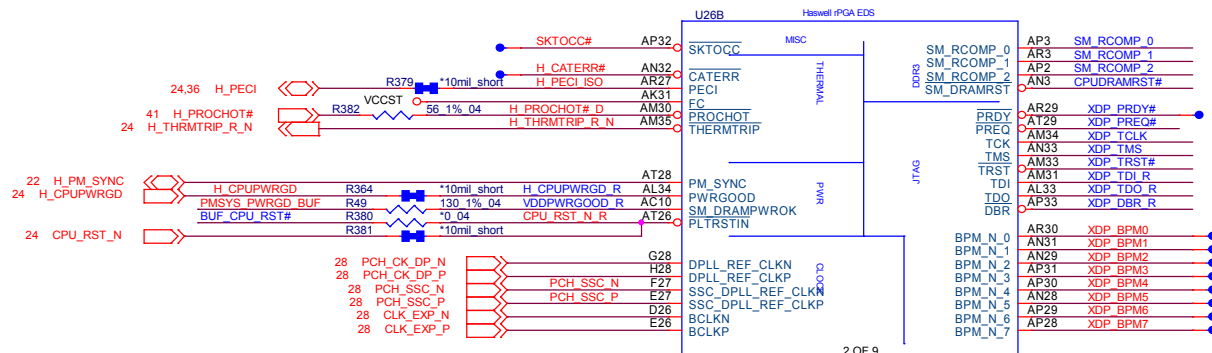 U26B
Haswell rPGA EDS
MISC
THERMAL
PWR
CLOCK
DDR3
JTAG
SKTOCC# AP32 SKTOCC
H_CATERR# AN32 CATERR
24,36 H_PECI R379 *10mil_short H_PECI_ISO AR27 PECI
VCCST AK31 FC
41 H_PROCHOT# R382 56_1%_04 H_PROCHOT#_D AM30 PROCHOT
24 H_THRMTRIP_R_N H_THRMTRIP_R_N AM35 THERMTRIP
22 H_PM_SYNC AT28 PM_SYNC
24 H_CPUPWRGD H_CPUPWRGD R364 *10mil_short H_CPUPWRGD_R AL34 PWRGOOD
PMSYS_PWRGD_BUF R49 130_1%_04 VDDPWRGOOD_R AC10 SM_DRAMPWROK
BUF_CPU_RST# R380 *0_04 CPU_RST_N_R AT26 PLTRSTIN
24 CPU_RST_N R381 *10mil_short
28 PCH_CK_DP_N G28 DPLL_REF_CLKN
28 PCH_CK_DP_P H28 DPLL_REF_CLKP
28 PCH_SSC_N PCH_SSC_N F27 SSC_DPLL_REF_CLKN
28 PCH_SSC_P PCH_SSC_P E27 SSC_DPLL_REF_CLKP
28 CLK_EXP_N D26 BCLKN
28 CLK_EXP_P E26 BCLKP
SM_RCOMP_0 AP3 SM_RCOMP_0
SM_RCOMP_1 AR3 SM_RCOMP_1
SM_RCOMP_2 AP2 SM_RCOMP_2
SM_DRAMRST AN3 CPUDRAMRST#
PRDY AR29 XDP_PRDY#
PREQ AT29 XDP_PREQ#
TCK AM34 XDP_TCLK
TMS AN33 XDP_TMS
TRST AM33 XDP_TRST#
TDI AM31 XDP_TDI_R
TDO AL33 XDP_TDO_R
DBR AP33 XDP_DBR_R
BPM_N_0 AR30 XDP_BPM0
BPM_N_1 AN31 XDP_BPM1
BPM_N_2 AN29 XDP_BPM2
BPM_N_3 AP31 XDP_BPM3
BPM_N_4 AP30 XDP_BPM4
BPM_N_5 AN28 XDP_BPM5
BPM_N_6 AP29 XDP_BPM6
BPM_N_7 AP28 XDP_BPM7
2 OF 9